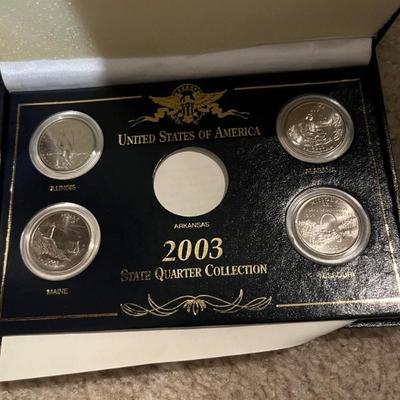 UNITED STATES OF AMERICA
ILLINOIS
ALABAMA
ARKANSAS
MAINE
MISSOURI
2003
STATE QUARTER COLLECTION